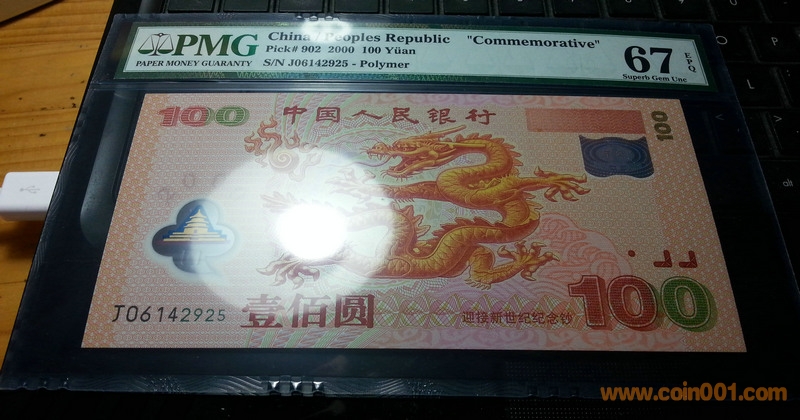 PMG
PAPER MONEY GUARANTY
China / Peoples Republic "Commemorative"
Pick# 902 2000 100 Yüan
S/N J06142925 - Polymer
67 EPQ
Superb Gem Unc
100 中国人民银行
100
J06142925 壹佰圆
迎接新世纪纪念钞 100
www.coin001.com